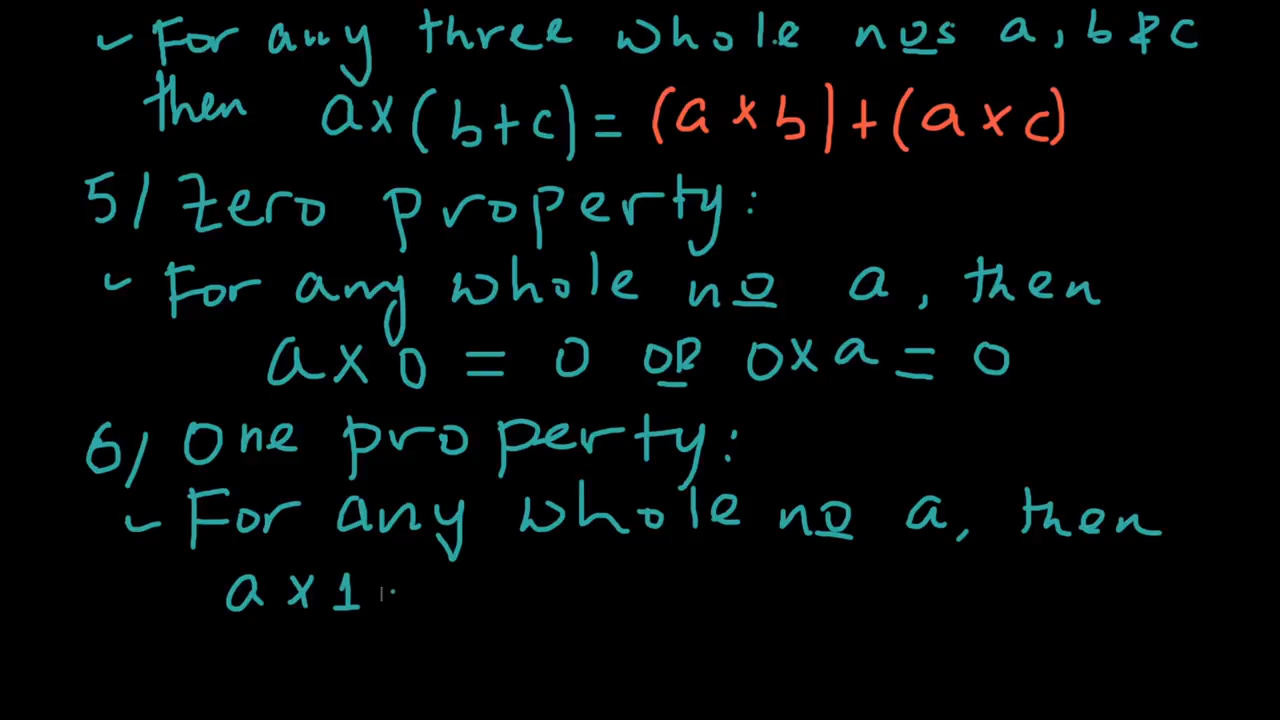 For any three whole nos a, b & c
then a×(b+c) = (a × b) + (a × c)
5/ Zero property:
For any whole no a, then
a × 0 = 0 OR 0 × a = 0
6/ One property:
For any whole no a, then
a × 1